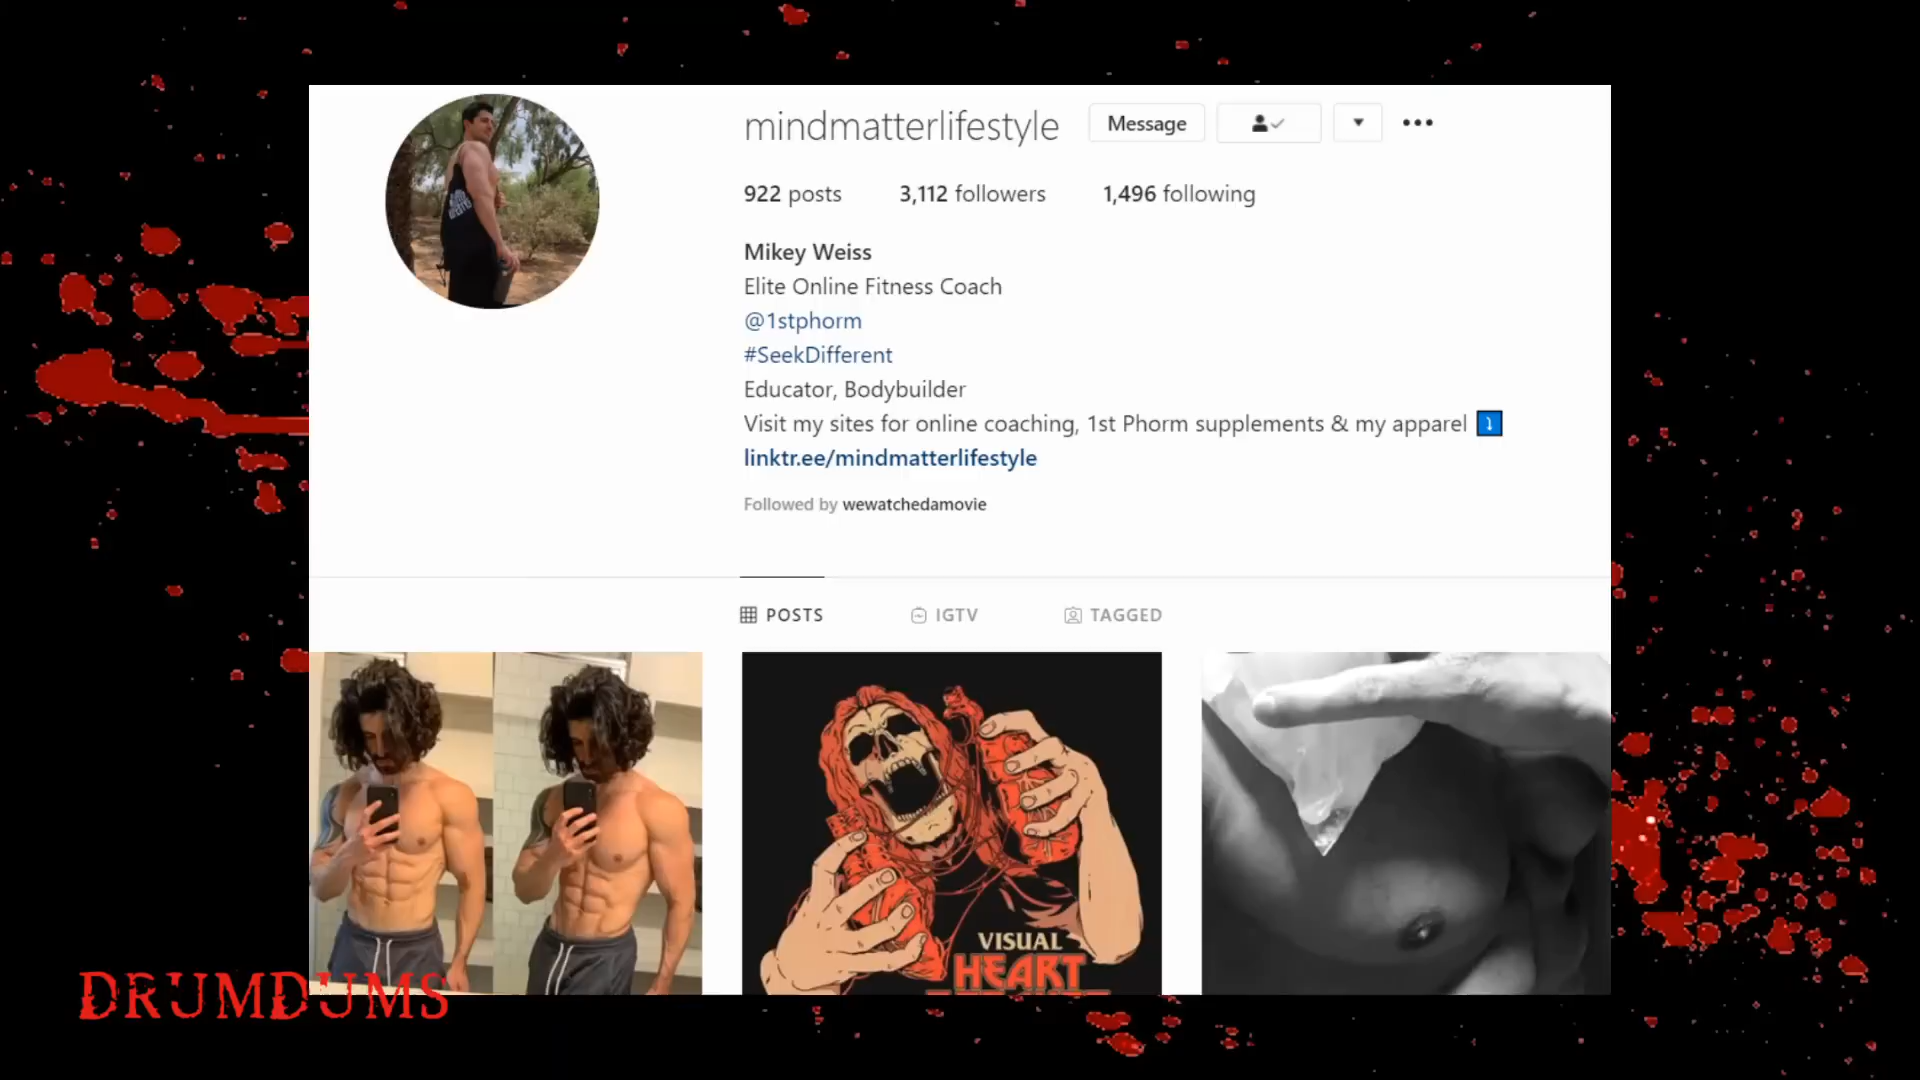 mindmatterlifestyle Message
922 posts 3,112 followers 1,496 following
Mikey Weiss
Elite Online Fitness Coach
@1stphorm
#SeekDifferent
Educator, Bodybuilder
Visit my sites for online coaching, 1st Phorm supplements & my apparel
linktr.ee/mindmatterlifestyle
Followed by wewatchedamovie
POSTS IGTV TAGGED
VISUAL
HEART
DRUMDUMS